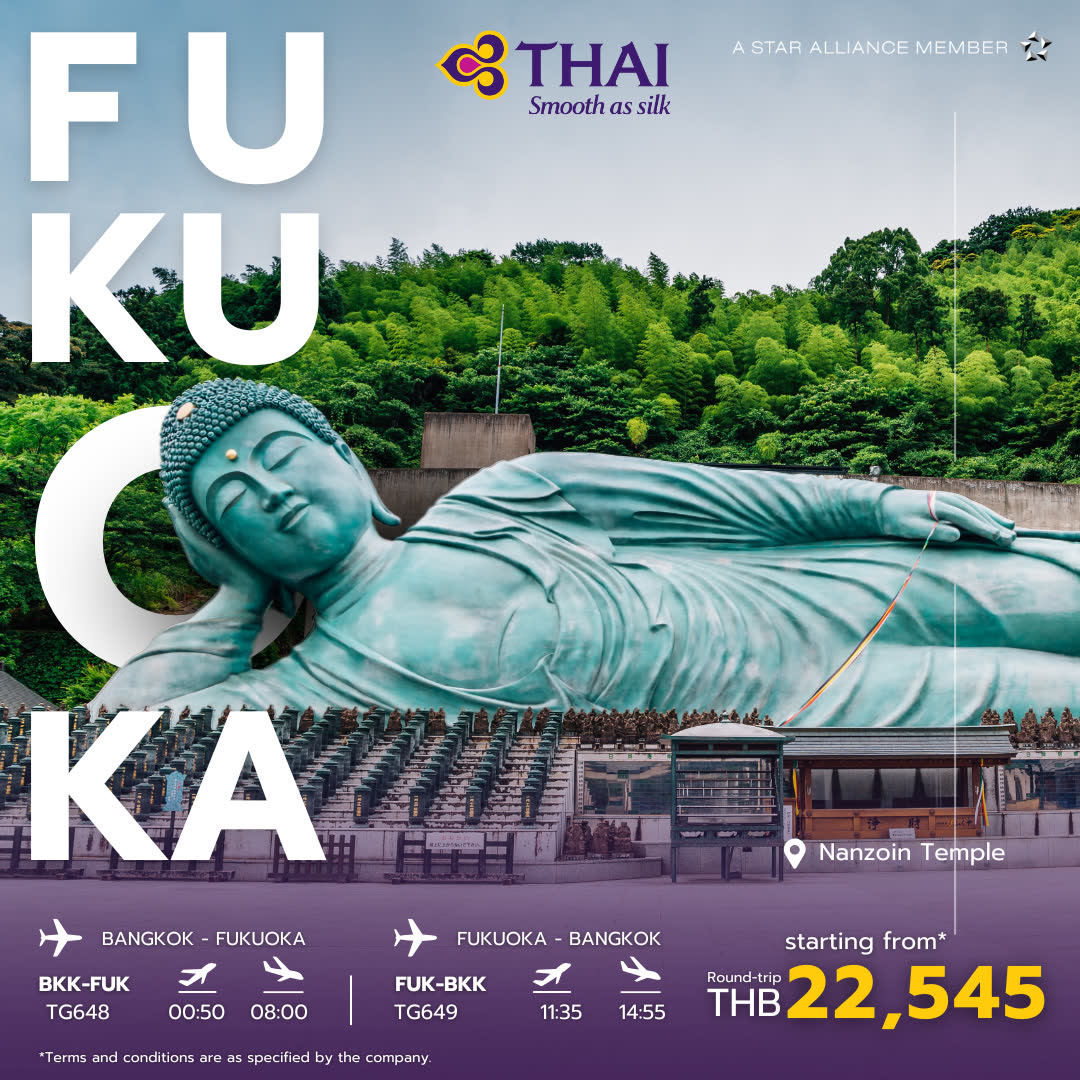 FU
KU
O
KA
THAI
Smooth as silk
A STAR ALLIANCE MEMBER
Nanzoin Temple
BANGKOK - FUKUOKA
BKK-FUK
TG648
00:50
08:00
FUKUOKA - BANGKOK
FUK-BKK
TG649
11:35
14:55
starting from*
Round-trip
THB 22,545
*Terms and conditions are as specified by the company.